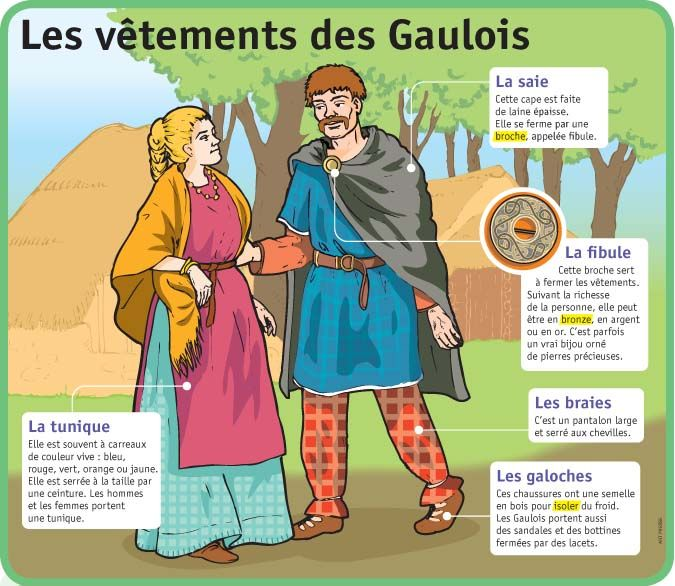 Les vêtements des Gaulois
La saie
Cette cape est faite
de laine épaisse.
Elle se ferme par une
broche, appelée fibule.
La fibule
Cette broche sert
à fermer les vêtements.
Suivant la richesse
de la personne, elle peut
être en bronze, en argent
ou en or. C'est parfois
un vrai bijou orné
de pierres précieuses.
Les braies
C'est un pantalon large
et serré aux chevilles.
La tunique
Elle est souvent à carreaux
de couleur vive : bleu,
rouge, vert, orange ou jaune.
Elle est serrée à la taille par
une ceinture. Les hommes
et les femmes portent
une tunique.
Les galoches
Ces chaussures ont une semelle
en bois pour isoler du froid.
Les Gaulois portent aussi
des sandales et des bottines
fermées par des lacets.